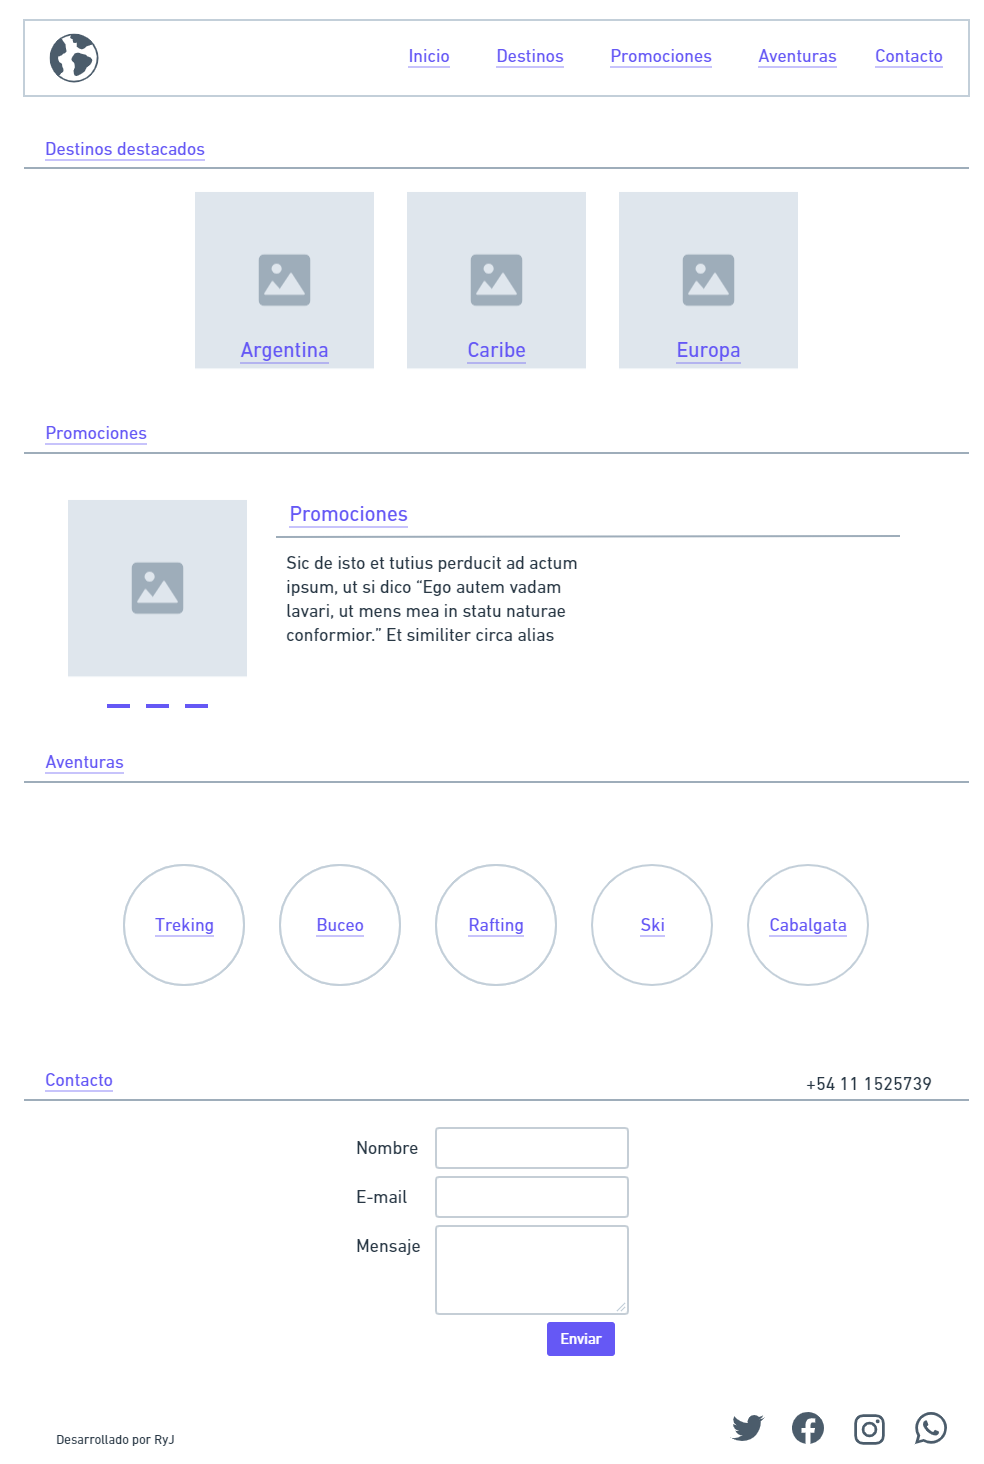 Inicio Destinos Promociones Aventuras Contacto
Destinos destacados
Argentina Caribe Europa
Promociones
Promociones
Sic de isto et tutius perducit ad actum
ipsum, ut si dico “Ego autem vadam
lavari, ut mens mea in statu naturae
conformior.” Et similiter circa alias
Aventuras
Treking Buceo Rafting Ski Cabalgata
Contacto +54 11 1525739
Nombre
E-mail
Mensaje
Enviar
Desarrollado por RyJ